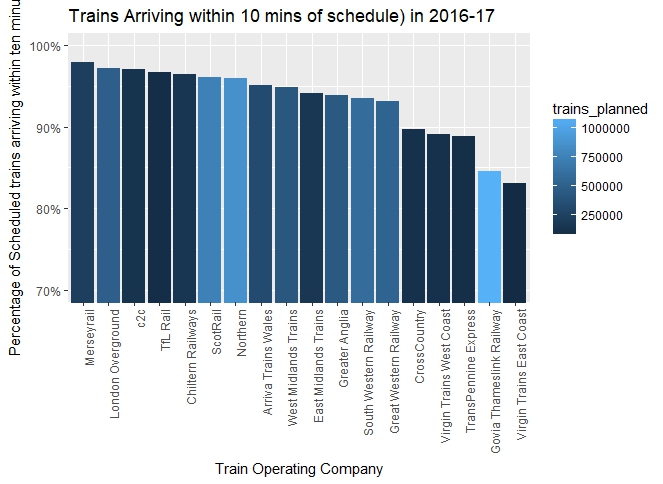 Trains Arriving within 10 mins of schedule) in 2016-17
Percentage of Scheduled trains arriving within ten
100%
90%
80%
70%
Merseyrail
London Overground
c2c
TfL Rail
Chiltern Railways
ScotRail
Northern
Arriva Trains Wales
West Midlands Trains
East Midlands Trains
Greater Anglia
South Western Railway
Great Western Railway
CrossCountry
Virgin Trains West Coast
TransPennine Express
Govia Thameslink Railway
Virgin Trains East Coast
Train Operating Company
trains_planned
1000000
750000
500000
250000